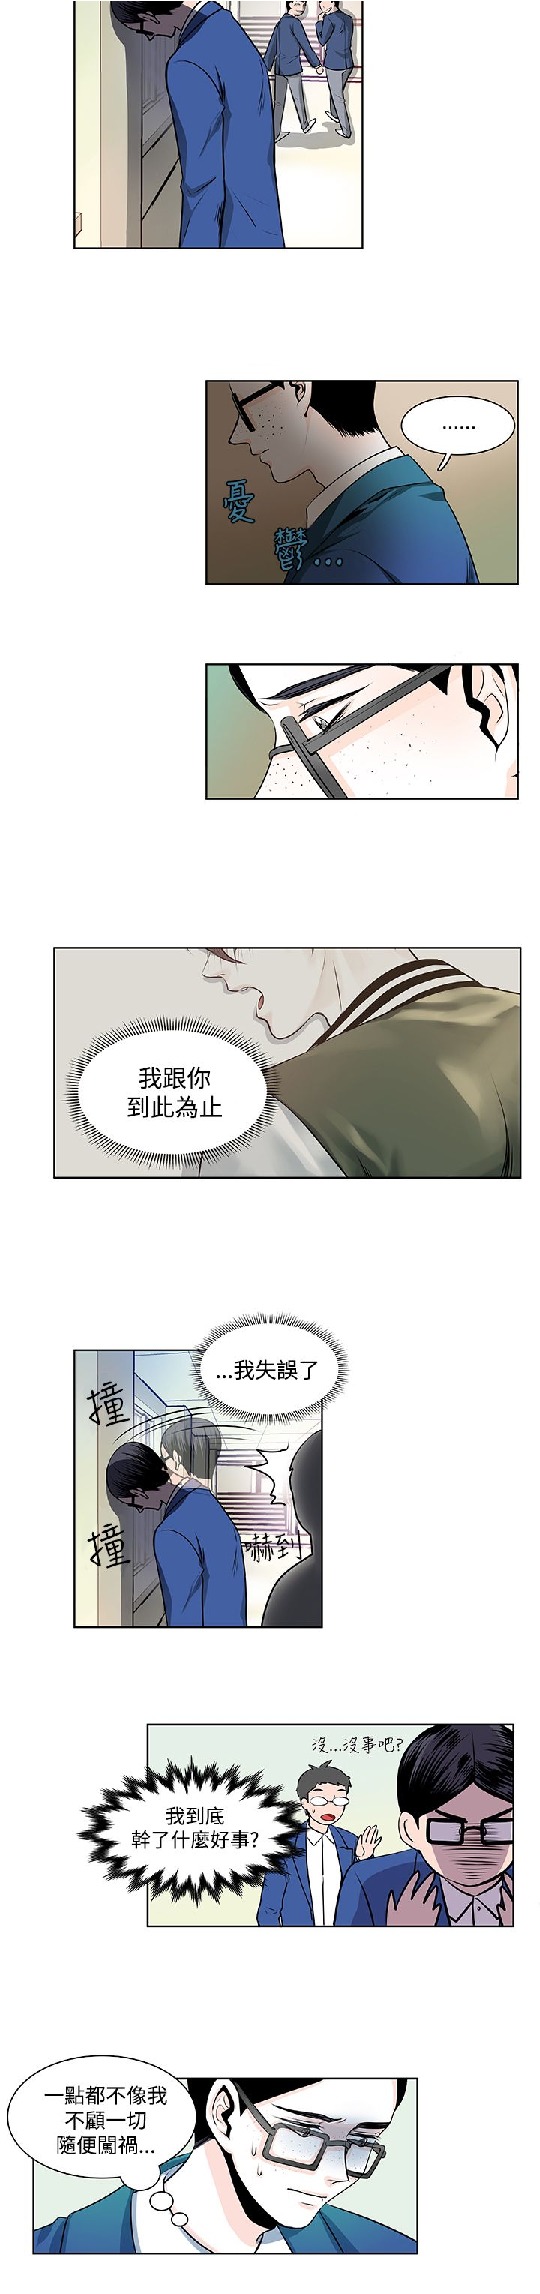 ……
憂
鬱…
我跟你
到此為止
…我失誤了
撞
撞
嚇到
沒…沒事吧?
我到底
幹了什麼好事?
一點都不像我
不顧一切
隨便闖禍…